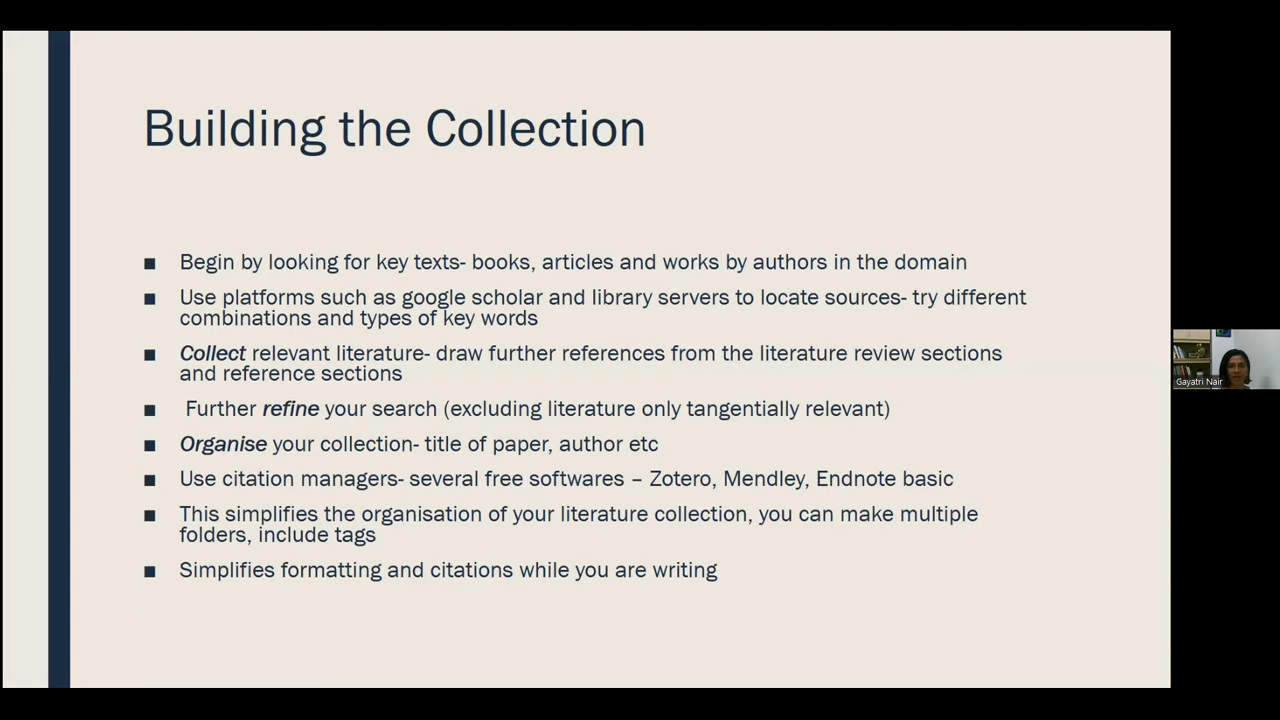 Building the Collection
■ Begin by looking for key texts- books, articles and works by authors in the domain
■ Use platforms such as google scholar and library servers to locate sources- try different
combinations and types of key words
■ Collect relevant literature- draw further references from the literature review sections
and reference sections
■ Further refine your search (excluding literature only tangentially relevant)
■ Organise your collection- title of paper, author etc
■ Use citation managers- several free softwares – Zotero, Mendley, Endnote basic
■ This simplifies the organisation of your literature collection, you can make multiple
folders, include tags
■ Simplifies formatting and citations while you are writing
Gayatri Nair